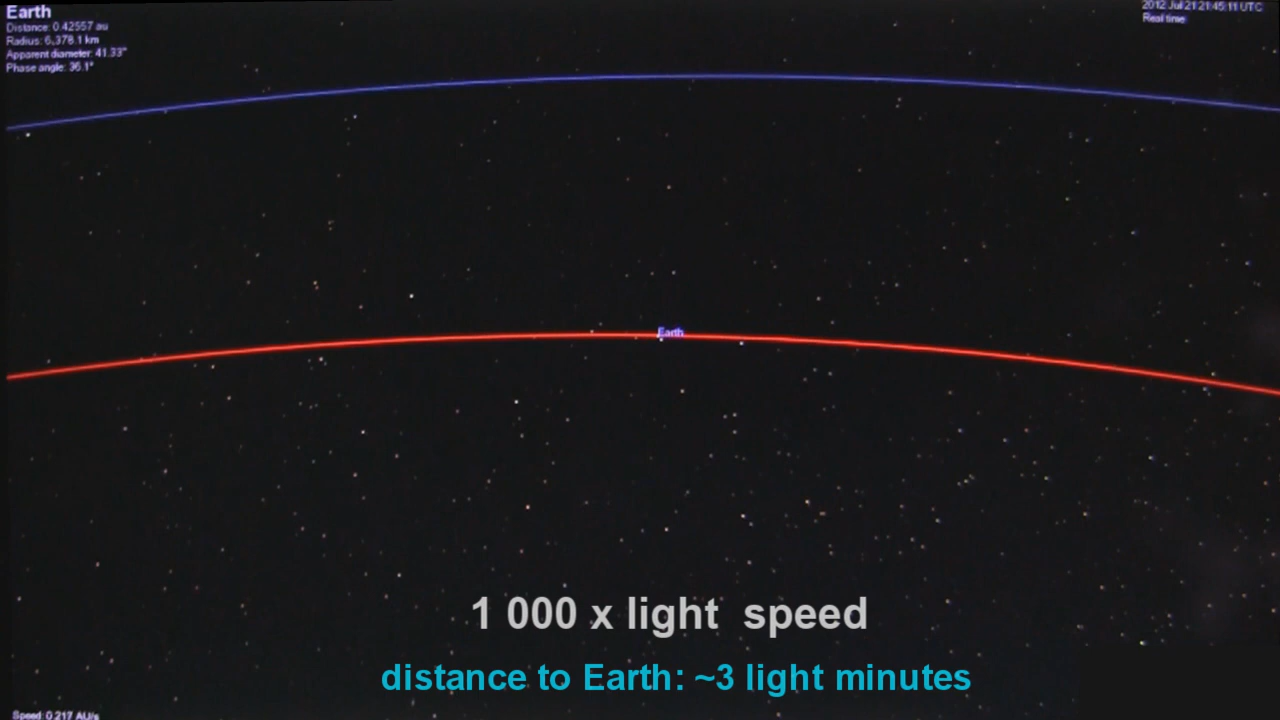 Earth
Distance: 0.42557 au
Radius: 6,378.1 km
Apparent diameter: 41.33"
Phase angle: 36.1°
2012 Jul 21 21:45:11 UTC
Real time
Earth
1 000 x light speed
distance to Earth: ~3 light minutes
Speed: 0.217 AU/s